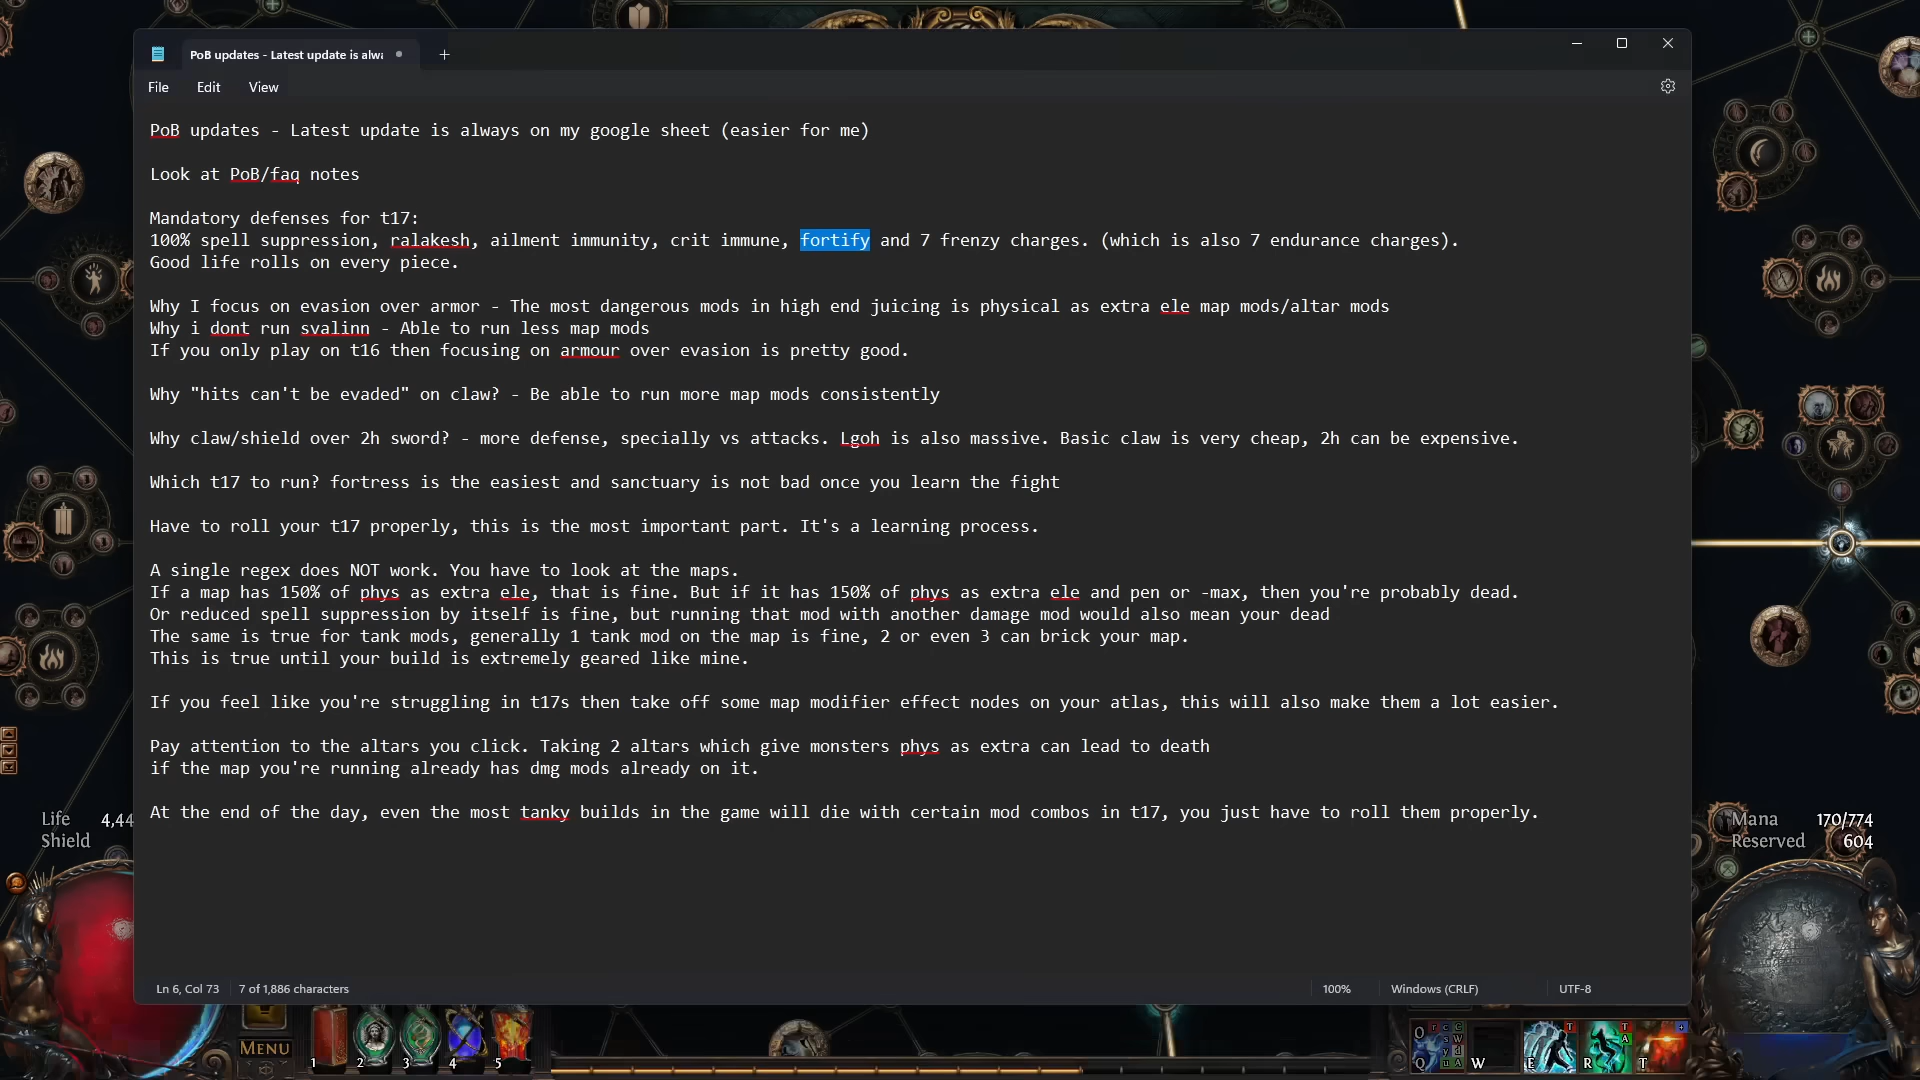 PoB updates - Latest update is alw
File Edit View
PoB updates - Latest update is always on my google sheet (easier for me)
Look at PoB/faq notes
Mandatory defenses for t17:
100% spell suppression, ralakesh, ailment immunity, crit immune, fortify and 7 frenzy charges. (which is also 7 endurance charges).
Good life rolls on every piece.
Why I focus on evasion over armor - The most dangerous mods in high end juicing is physical as extra ele map mods/altar mods
Why i dont run svalinn - Able to run less map mods
If you only play on t16 then focusing on armour over evasion is pretty good.
Why "hits can't be evaded" on claw? - Be able to run more map mods consistently
Why claw/shield over 2h sword? - more defense, specially vs attacks. Lgoh is also massive. Basic claw is very cheap, 2h can be expensive.
Which t17 to run? fortress is the easiest and sanctuary is not bad once you learn the fight
Have to roll your t17 properly, this is the most important part. It's a learning process.
A single regex does NOT work. You have to look at the maps.
If a map has 150% of phys as extra ele, that is fine. But if it has 150% of phys as extra ele and pen or -max, then you're probably dead.
Or reduced spell suppression by itself is fine, but running that mod with another damage mod would also mean your dead
The same is true for tank mods, generally 1 tank mod on the map is fine, 2 or even 3 can brick your map.
This is true until your build is extremely geared like mine.
If you feel like you're struggling in t17s then take off some map modifier effect nodes on your atlas, this will also make them a lot easier.
Pay attention to the altars you click. Taking 2 altars which give monsters phys as extra can lead to death
if the map you're running already has dmg mods already on it.
At the end of the day, even the most tanky builds in the game will die with certain mod combos in t17, you just have to roll them properly.
Life 4,44
Shield
Mana 170/774
Reserved 604
Ln 6, Col 73 7 of 1,886 characters 100% Windows (CRLF) UTF-8
MENU 1 2 3 4 5
Q W E R T